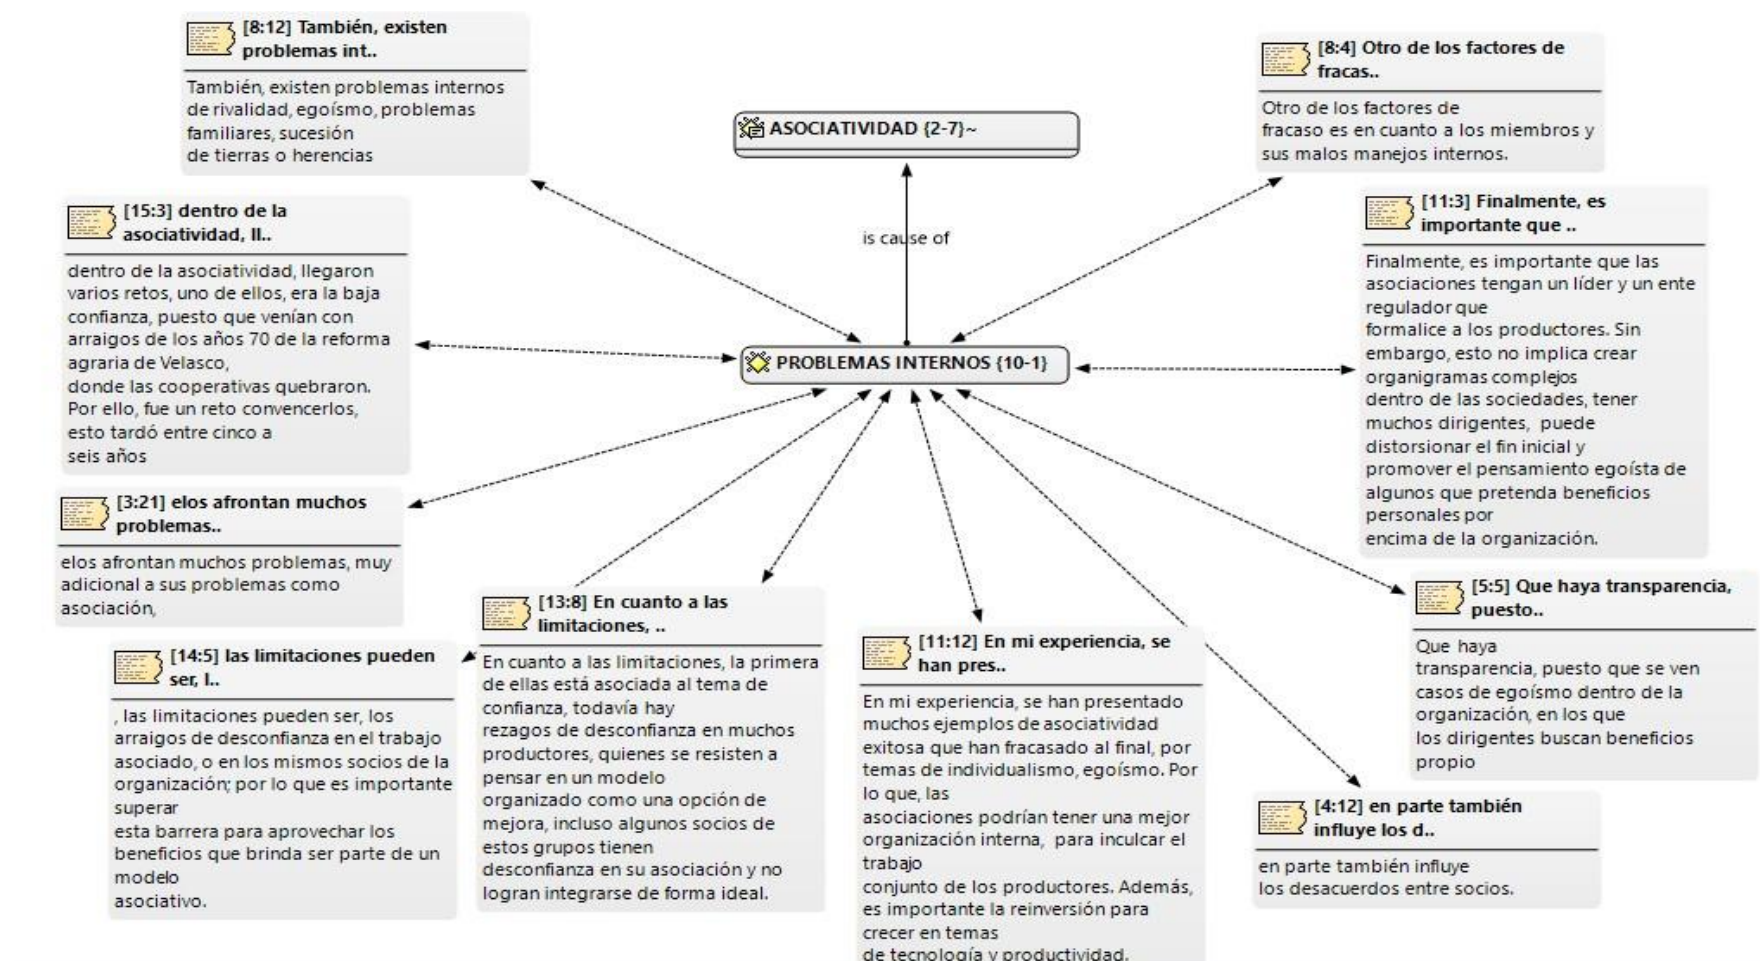 [8:12] También, existen
problemas int..
También, existen problemas internos
de rivalidad, egoísmo, problemas
familiares, sucesión
de tierras o herencias
ASOCIATIVIDAD {2-7}~
[8:4] Otro de los factores de
fracas..
Otro de los factores de
fracaso es en cuanto a los miembros y
sus malos manejos internos.
[15:3] dentro de la
asociatividad, ll..
dentro de la asociatividad, llegaron
varios retos, uno de ellos, era la baja
confianza, puesto que venían con
arraigos de los años 70 de la reforma
agraria de Velasco,
donde las cooperativas quebraron.
Por ello, fue un reto convencerlos,
esto tardó entre cinco a
seis años
is cause of
[11:3] Finalmente, es
importante que ..
Finalmente, es importante que las
asociaciones tengan un líder y un ente
regulador que
formalice a los productores. Sin
embargo, esto no implica crear
organigramas complejos
dentro de las sociedades, tener
muchos dirigentes,  puede
distorsionar el fin inicial y
promover el pensamiento egoísta de
algunos que pretenda beneficios
personales por
encima de la organización.
PROBLEMAS INTERNOS {10-1}
[3:21] elos afrontan muchos
problemas..
elos afrontan muchos problemas, muy
adicional a sus problemas como
asociación,
[14:5] las limitaciones pueden
ser, l..
, las limitaciones pueden ser, los
arraigos de desconfianza en el trabajo
asociado, o en los mismos socios de la
organización; por lo que es importante
superar
esta barrera para aprovechar los
beneficios que brinda ser parte de un
modelo
asociativo.
[13:8] En cuanto a las
limitaciones, ..
En cuanto a las limitaciones, la primera
de ellas está asociada al tema de
confianza, todavía hay
rezagos de desconfianza en muchos
productores, quienes se resisten a
pensar en un modelo
organizado como una opción de
mejora, incluso algunos socios de
estos grupos tienen
desconfianza en su asociación y no
logran integrarse de forma ideal.
[11:12] En mi experiencia, se
han pres..
En mi experiencia, se han presentado
muchos ejemplos de asociatividad
exitosa que han fracasado al final, por
temas de individualismo, egoísmo. Por
lo que, las
asociaciones podrían tener una mejor
organización interna,  para inculcar el
trabajo
conjunto de los productores. Además,
es importante la reinversión para
crecer en temas
de tecnología y productividad.
[5:5] Que haya transparencia,
puesto..
Que haya
transparencia, puesto que se ven
casos de egoísmo dentro de la
organización, en los que
los dirigentes buscan beneficios
propio
[4:12] en parte también
influye los d..
en parte también influye
los desacuerdos entre socios.